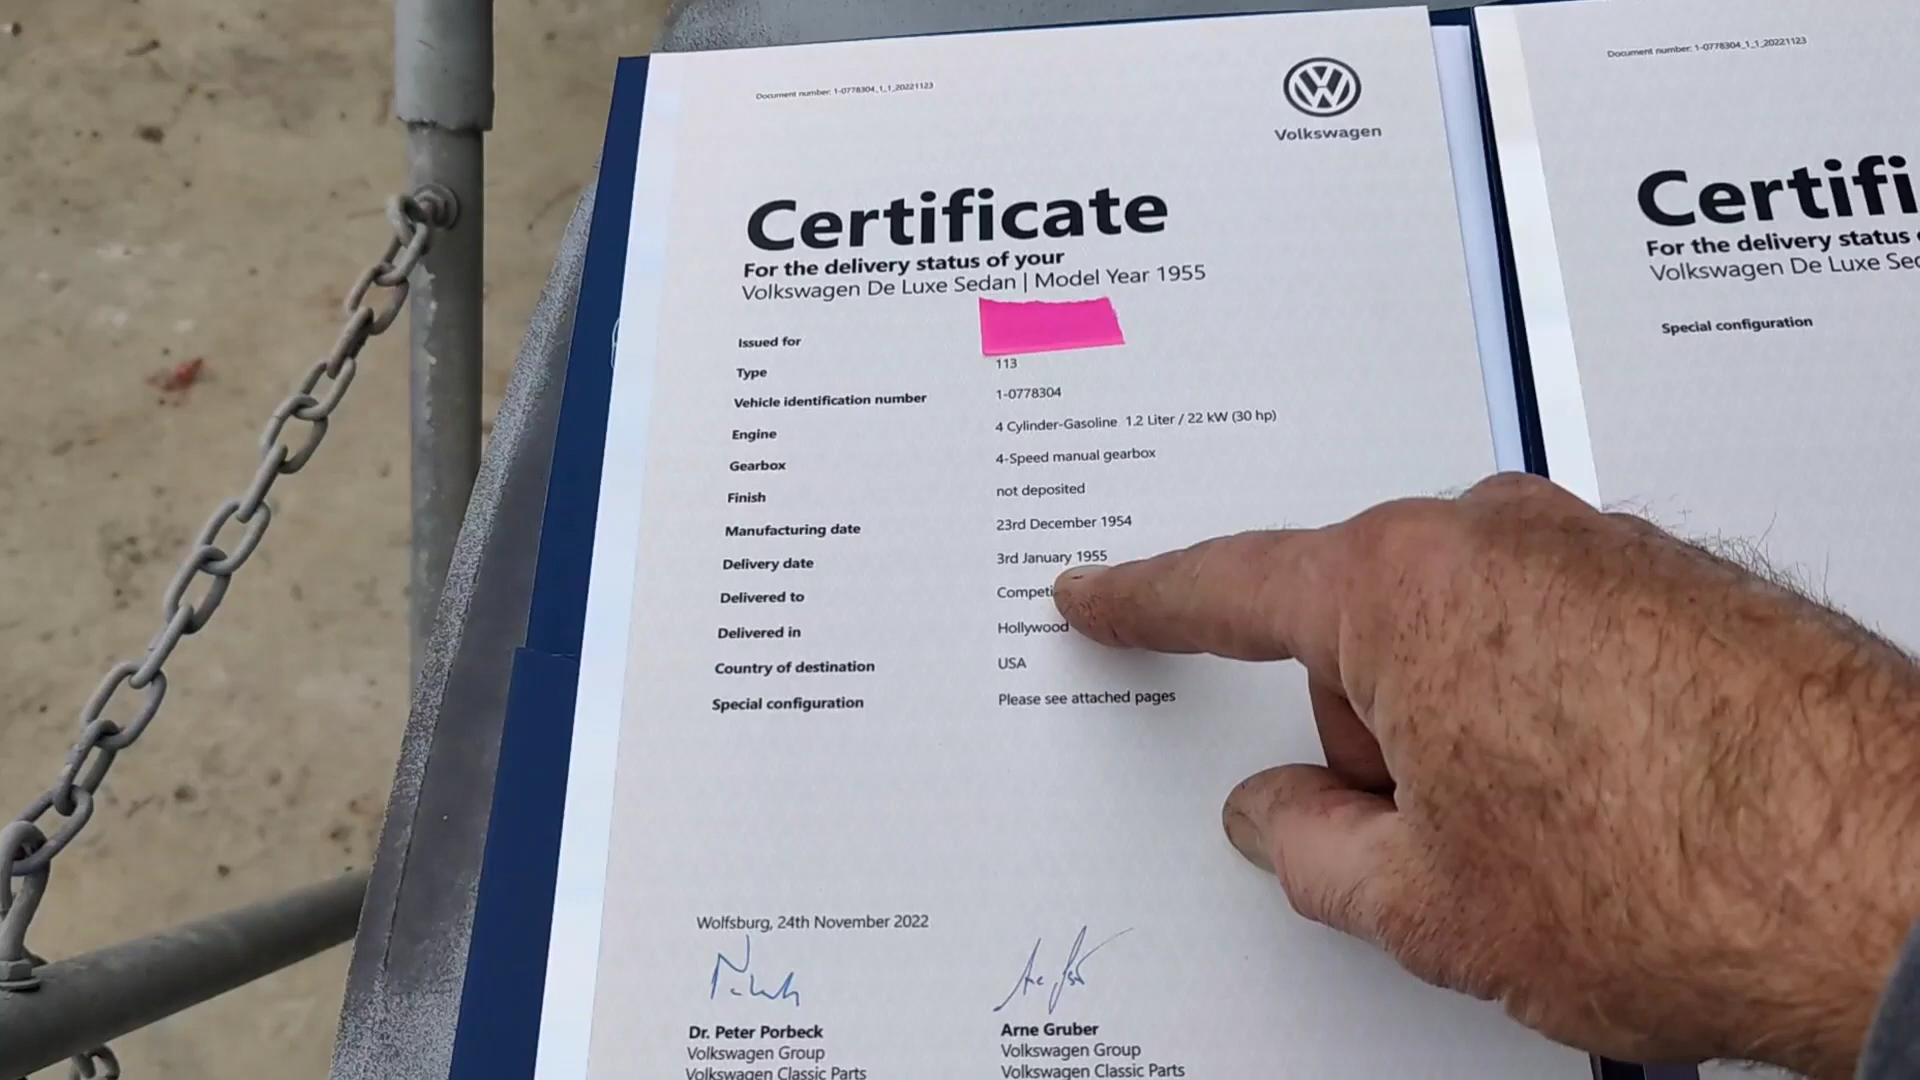 Document number: 1-0778304_1_1_20221123
Volkswagen
Certificate
For the delivery status of your
Volkswagen De Luxe Sedan | Model Year 1955
Issued for
Type 113
Vehicle identification number 1-0778304
Engine 4 Cylinder-Gasoline 1.2 Liter / 22 kW (30 hp)
Gearbox 4-Speed manual gearbox
Finish not deposited
Manufacturing date 23rd December 1954
Delivery date 3rd January 1955
Delivered to Competi
Delivered in Hollywood
Country of destination USA
Special configuration Please see attached pages
Wolfsburg, 24th November 2022
Dr. Peter Porbeck
Volkswagen Group
Volkswagen Classic Parts
Arne Gruber
Volkswagen Group
Volkswagen Classic Parts
Document number: 1-0778304_1_1_20221123
Certifi
For the delivery status
Volkswagen De Luxe Sed
Special configuration